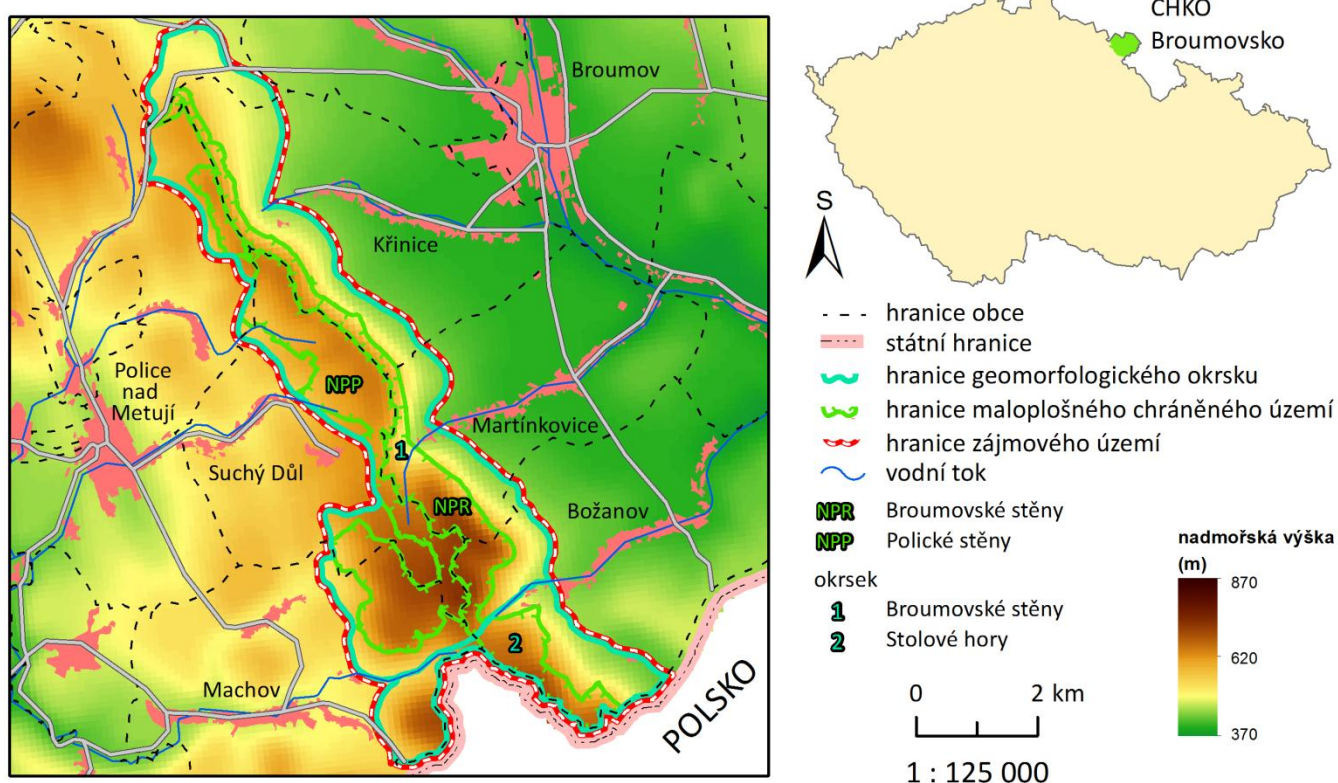 Broumov
Křinice
Police
nad
Metují
NPP
Martínkovice
1
Suchý Důl
NPR
Božanov
2
Machov
POLSKO
CHKO
Broumovsko
S
hranice obce
státní hranice
hranice geomorfologického okrsku
hranice maloplošného chráněného území
hranice zájmového území
vodní tok
NPR Broumovské stěny
NPP Polické stěny
okrsek
1 Broumovské stěny
2 Stolové hory
0 2 km
1 : 125 000
nadmořská výška
(m)
870
620
370